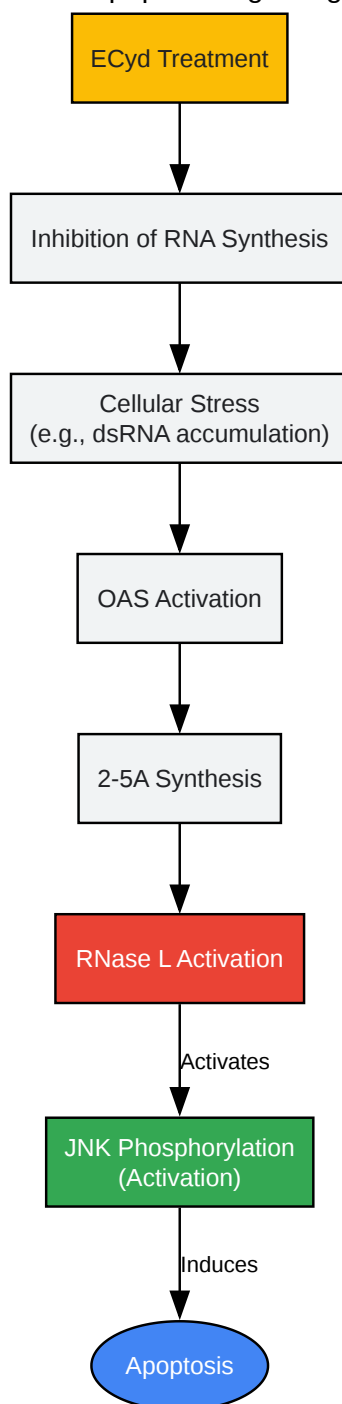 ECyd Treatment
Inhibition of RNA Synthesis
Cellular Stress
(e.g., dsRNA accumulation)
OAS Activation
2-5A Synthesis
RNase L Activation
Activates
JNK Phosphorylation
(Activation)
Induces
Apoptosis